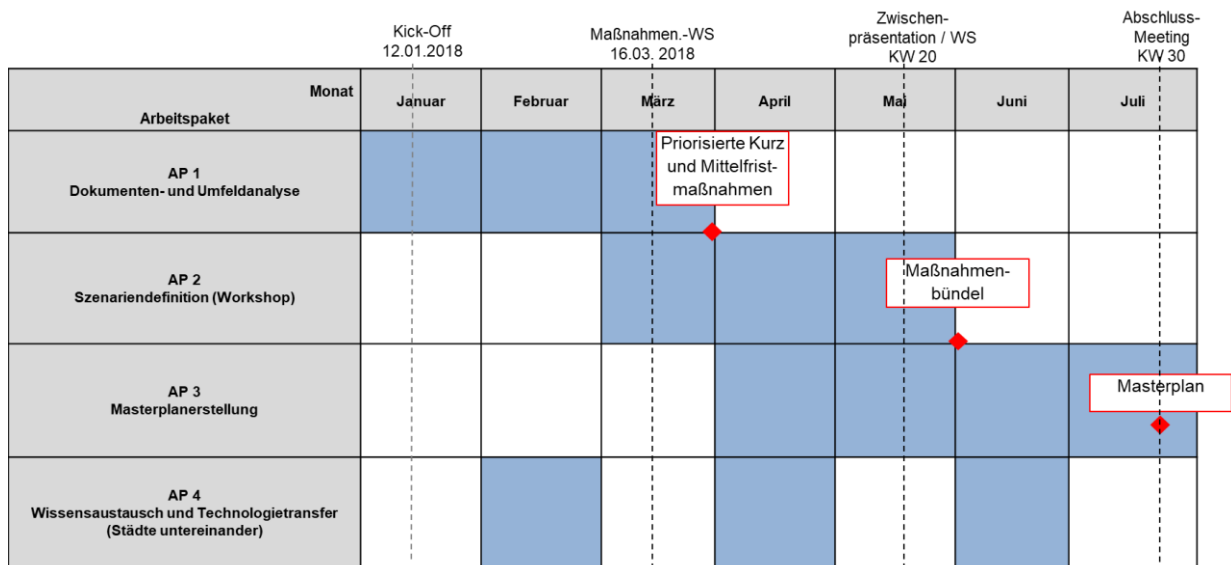 Kick-Off
12.01.2018
Maßnahmen.-WS
16.03. 2018
Zwischen-
präsentation / WS
KW 20
Abschluss-
Meeting
KW 30
Monat
Arbeitspaket
Januar
Februar
März
April
Mai
Juni
Juli
AP 1
Dokumenten- und Umfeldanalyse
Priorisierte Kurz
und Mittelfrist-
maßnahmen
AP 2
Szenariendefinition (Workshop)
Maßnahmen-
bündel
AP 3
Masterplanerstellung
Masterplan
AP 4
Wissensaustausch und Technologietransfer
(Städte untereinander)